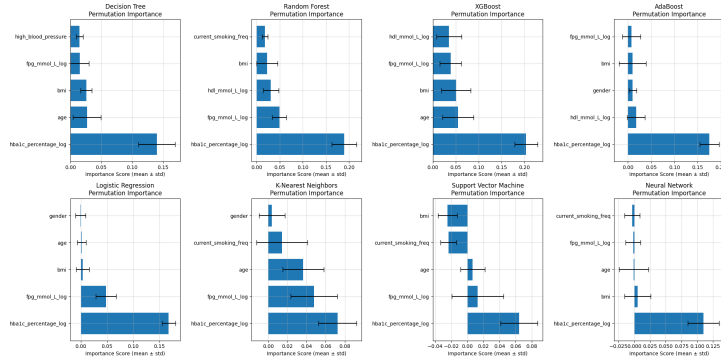 Decision Tree
Permutation Importance
high_blood_pressure
fpg_mmol_L_log
bmi
age
hba1c_percentage_log
0.00 0.05 0.10 0.15
Importance Score (mean ± std)
Random Forest
Permutation Importance
current_smoking_freq
bmi
hdl_mmol_L_log
fpg_mmol_L_log
hba1c_percentage_log
0.00 0.05 0.10 0.15 0.20
Importance Score (mean ± std)
XGBoost
Permutation Importance
hdl_mmol_L_log
fpg_mmol_L_log
bmi
age
hba1c_percentage_log
0.00 0.05 0.10 0.15 0.20
Importance Score (mean ± std)
AdaBoost
Permutation Importance
fpg_mmol_L_log
bmi
gender
hdl_mmol_L_log
hba1c_percentage_log
0.00 0.05 0.10 0.15 0.20
Importance Score (mean ± std)
Logistic Regression
Permutation Importance
gender
age
bmi
fpg_mmol_L_log
hba1c_percentage_log
0.00 0.05 0.10 0.15
Importance Score (mean ± std)
K-Nearest Neighbors
Permutation Importance
gender
current_smoking_freq
age
fpg_mmol_L_log
hba1c_percentage_log
0.00 0.02 0.04 0.06 0.08
Importance Score (mean ± std)
Support Vector Machine
Permutation Importance
bmi
current_smoking_freq
age
fpg_mmol_L_log
hba1c_percentage_log
−0.04 −0.02 0.00 0.02 0.04 0.06 0.08
Importance Score (mean ± std)
Neural Network
Permutation Importance
current_smoking_freq
fpg_mmol_L_log
age
bmi
hba1c_percentage_log
−0.025 0.000 0.025 0.050 0.075 0.100 0.125
Importance Score (mean ± std)